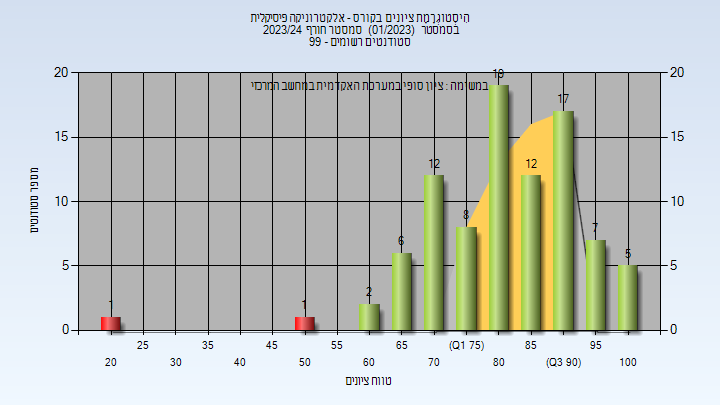 היסטוגרמת ציונים בקורס - אלקטרוניקה פיסיקלית
בסמסטר (01/2023) סמסטר חורף 2023/24
סטודנטים רשומים - 99
במשימה : ציון סופי במערכת האקדמית במחשב המרכזי
מספר סטודנטים
20 20
15 15
10 10
5 5
0 0
1 1 2 6 12 8 19 12 17 7 5
25 35 45 55 65 (Q1 75) 85 95
20 30 40 50 60 70 80 (Q3 90) 100
טווח ציונים